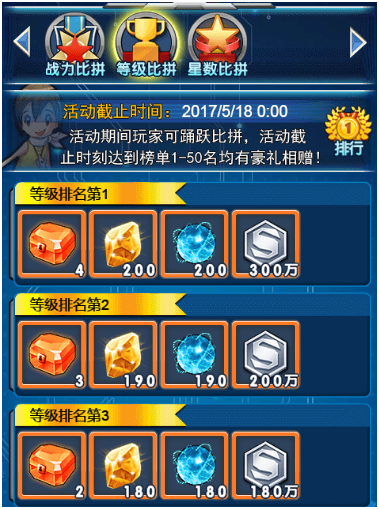 战力比拼 等级比拼 星数比拼
活动截止时间：2017/5/18 0:00
活动期间玩家可踊跃比拼，活动截
止时刻达到榜单1-50名均有豪礼相赠！
1
排行
等级排名第1
4 200 200 300万
等级排名第2
3 190 190 200万
等级排名第3
2 180 180 180万